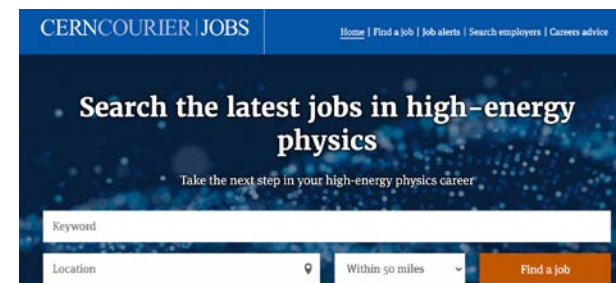 CERNCOURIER | JOBS
Home | Find a job | Job alerts | Search employers | Careers advice
Search the latest jobs in high-energy
physics
Take the next step in your high-energy physics career
Keyword
Location
Within 50 miles
Find a job